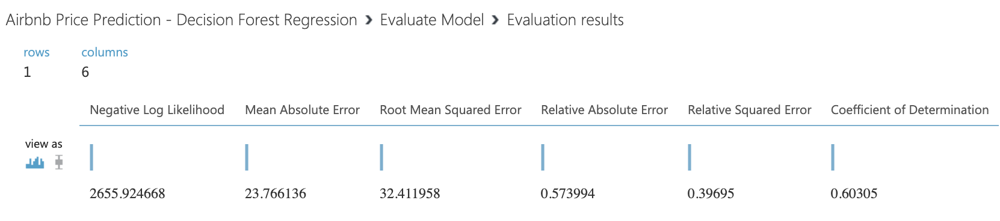 Airbnb Price Prediction - Decision Forest Regression › Evaluate Model › Evaluation results
rows columns
1 6
Negative Log Likelihood Mean Absolute Error Root Mean Squared Error Relative Absolute Error Relative Squared Error Coefficient of Determination
view as
2655.924668 23.766136 32.411958 0.573994 0.39695 0.60305